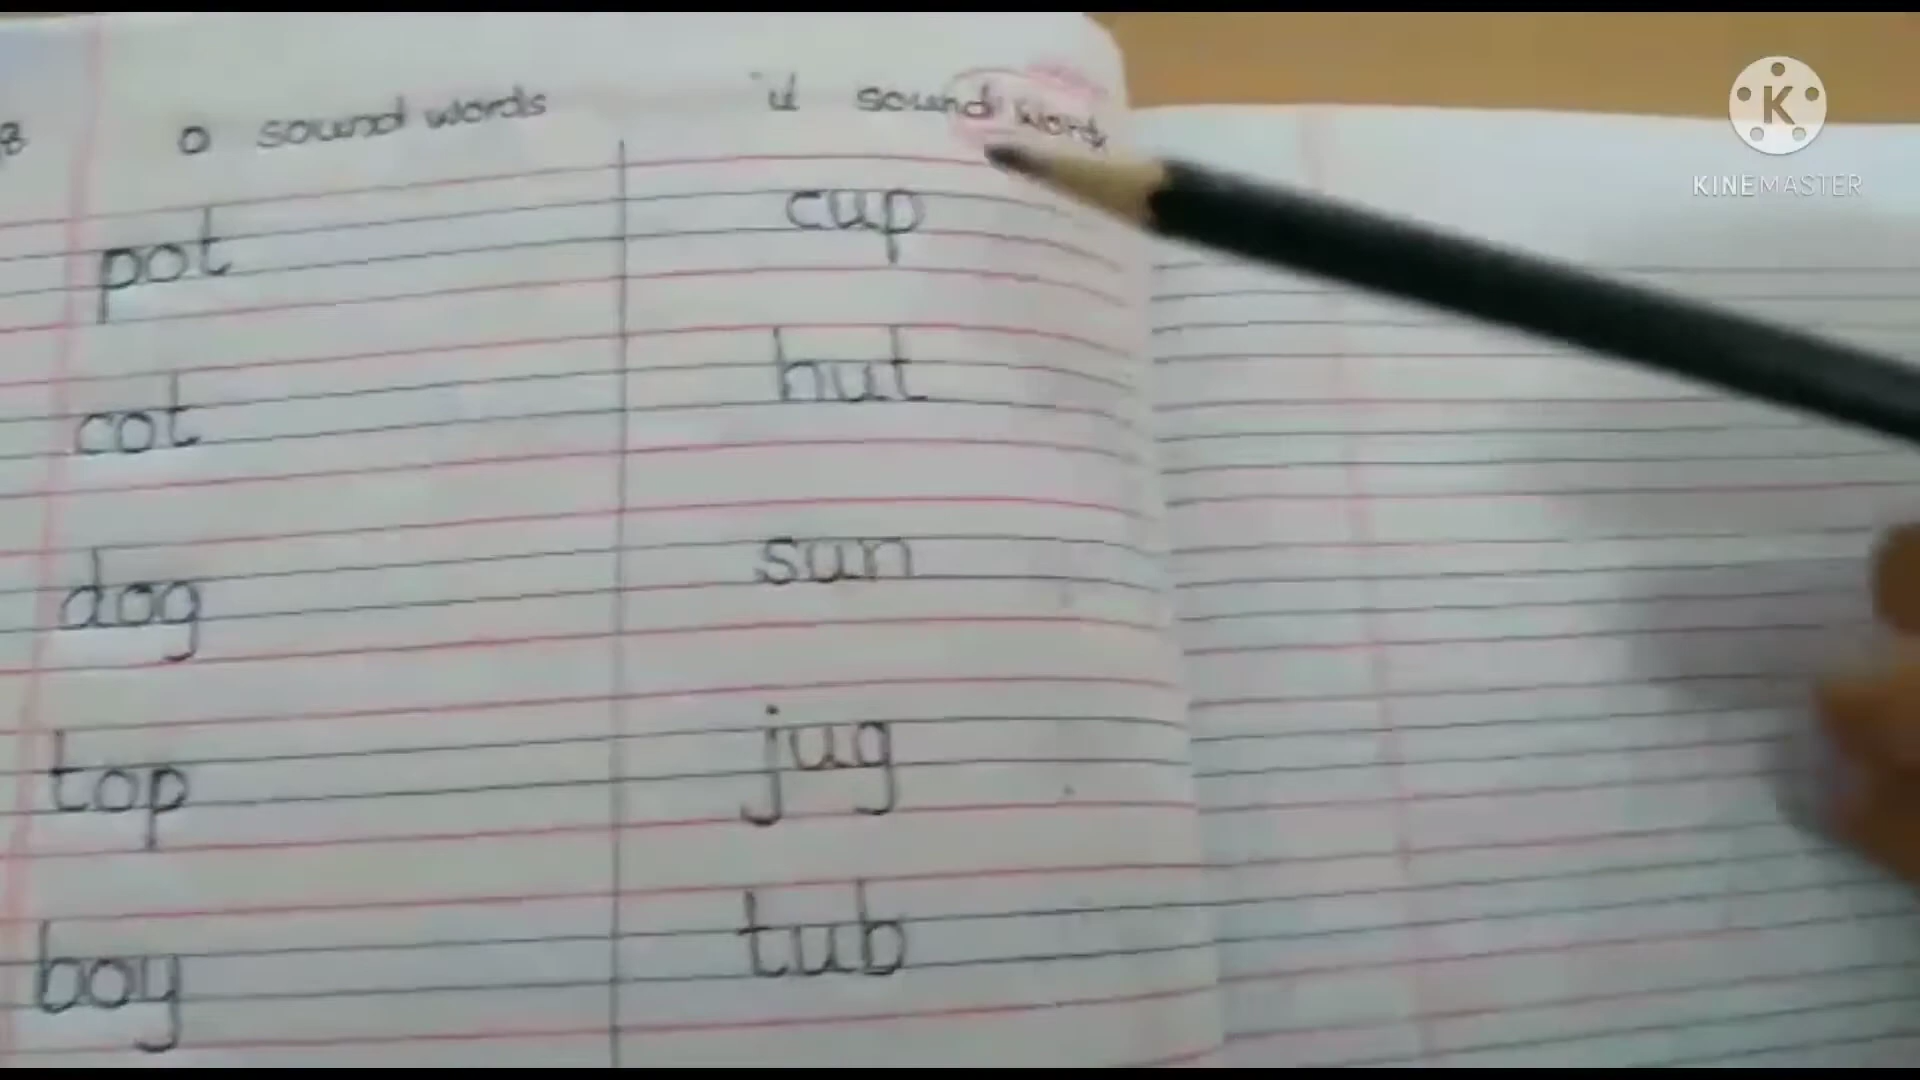 o sound words
'u' sound words
pot
cup
cot
hut
dog
sun
top
jug
boy
tub
K
KINEMASTER